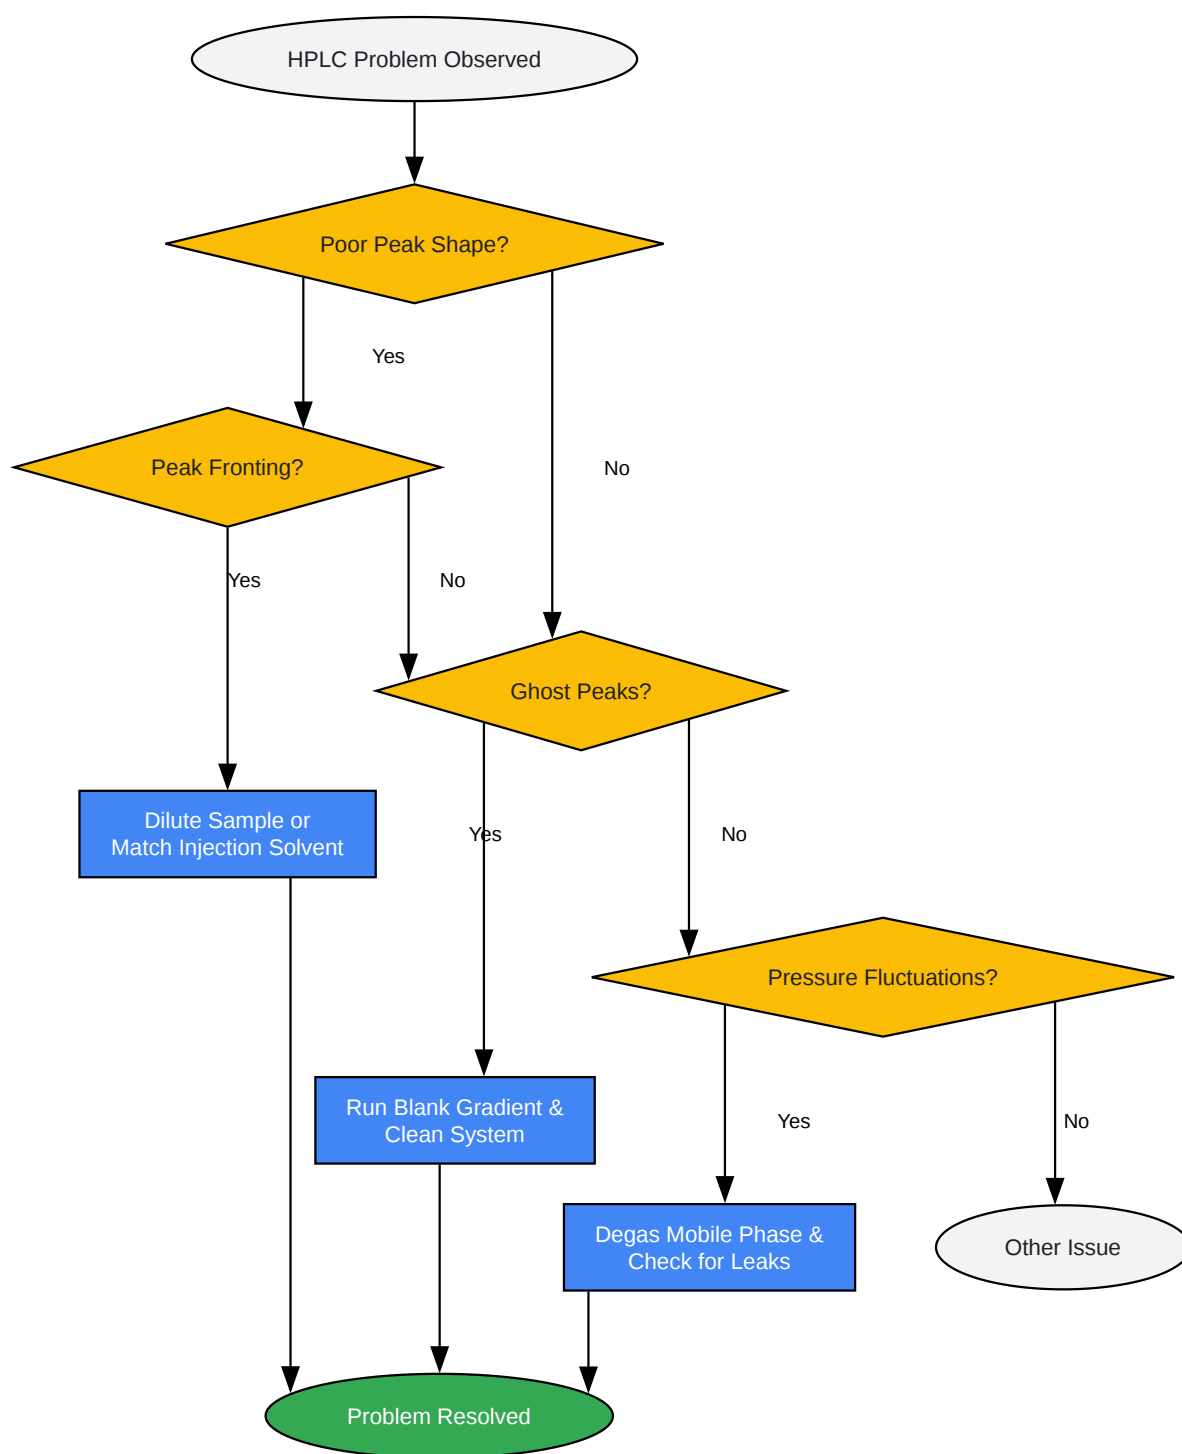 HPLC Problem Observed
Poor Peak Shape?
Yes
Peak Fronting?
No
Yes
No
Ghost Peaks?
Dilute Sample or
Match Injection Solvent
Yes
No
Pressure Fluctuations?
Run Blank Gradient &
Clean System
Yes
No
Degas Mobile Phase &
Check for Leaks
Other Issue
Problem Resolved